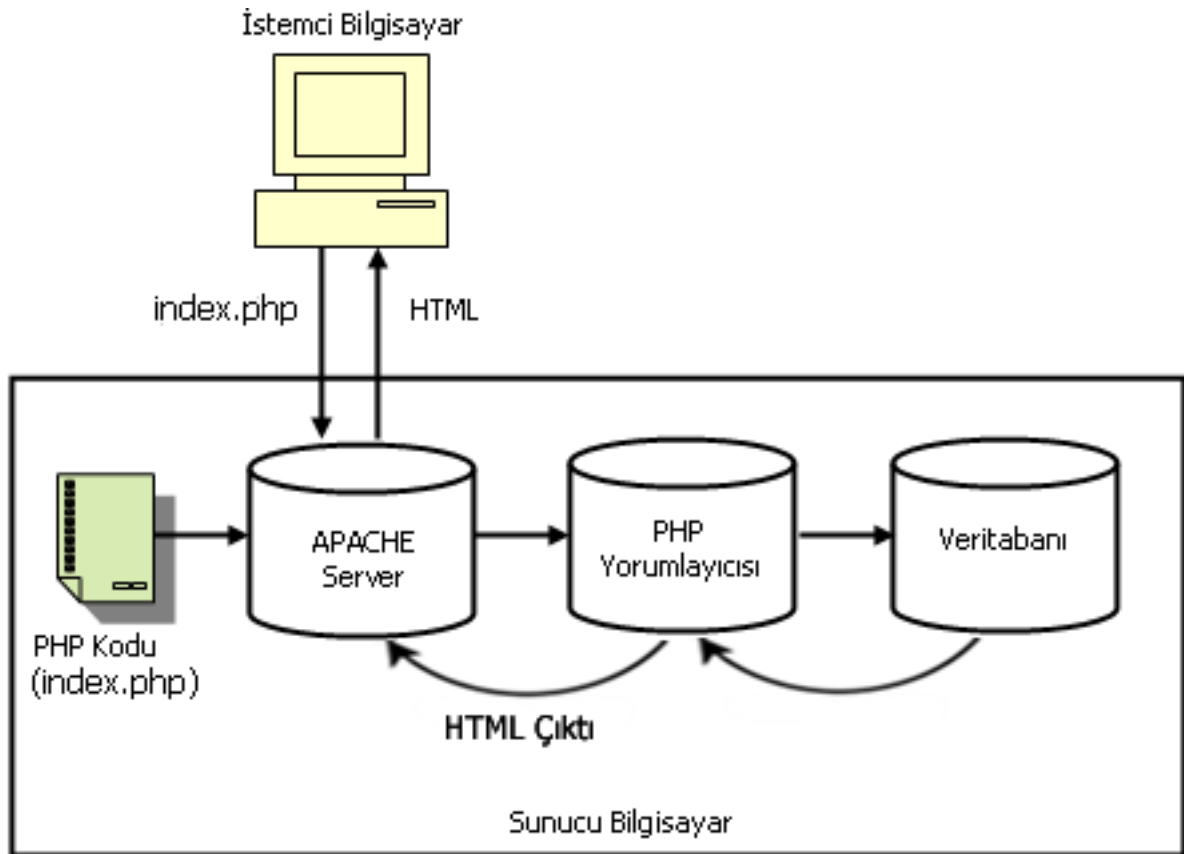 İstemci Bilgisayar
index.php
HTML
APACHE
Server
PHP
Yorumlayıcısı
Veritabanı
PHP Kodu
(index.php)
HTML Çıktı
Sunucu Bilgisayar